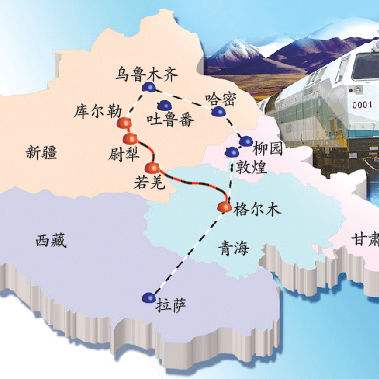 乌鲁木齐
哈密
库尔勒
吐鲁番
0001
尉犁
柳园
新疆
敦煌
若羌
格尔木
西藏
青海
甘肃
拉萨